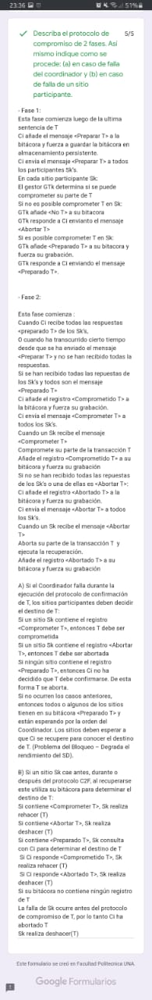 23:36
51%
Describa el protocolo de
compromiso de 2 fases. Así
mismo indique como se
procede: (a) en caso de falla
del coordinador y (b) en caso
de falla de un sitio
participante.
5/5
- Fase 1:
Esta fase comienza luego de la ultima
sentencia de T
Ci añade el mensaje <Preparar T> a la
bitácora y fuerza a guardar la bitácora en
almacenamiento persistente.
Ci envía el mensaje <Preparar T> a todos
los participantes Sk's.
En cada sitio participante Sk:
El gestor GTk determina si se puede
comprometer su parte de T
Si no es posible comprometer T en Sk:
GTk añade <No T> a su bitacora
GTk responde a Ci envianto el mensaje
<Abortar T>
Si es posible comprometer T en Sk:
GTk añade <Preparado T> a su bitacora y
fuerza su grabación.
GTk responde a Ci enviando el mensaje
<Preparado T>.
- Fase 2:
Esta fase comienza :
Cuando Ci recibe todas las respuestas
<preparado T> de los Sk's,
O cuando ha transcurrido cierto tiempo
desde que se ha enviado el mensaje
<Preparar T> y no se han recibido todas la
respuestas.
Si se han recibido todas las respuestas de
los Sk's y todos son el mensaje
<Preparado T>
Ci añade el registro <Comprometido T> a
la bitácora y fuerza su grabación.
Ci envía el mensaje <Comprometer T> a
todos los Sk's.
Cuando un Sk recibe el mensaje
<Comprometer T>
Compromete su parte de la transacción T
Añade el registro <Comprometido T> a su
bitácora y fuerza su grabación
Si no se han recibido todas las repuestas
de los Sk's o una de ellas es <Abortar T>:
Ci añade el registro <Abortado T> a la
bitácora y fuerza su grabación.
Ci envía el mensaje <Abortar T> a todos
los Sk's.
Cuando un Sk recibe el mensaje <Abortar
T>
Aborta su parte de la transacción T y
ejecuta la recuperación.
Añade el registro <Abortado T> a su
bitácora y fuerza su grabación
A) Si el Coordinador falla durante la
ejecución del protocolo de confirmación
de T, los sitios participantes deben decidir
el destino de T:
Si un sitio Sk contiene el registro
<Comprometer T>, entonces T debe ser
comprometida
Si un sitio Sk contiene el registro <Abortar
T>, entonces T debe ser abortada
Si ningún sitio contiene el registro
<Preparado T>, entonces Ci no ha
decidido que T debe confirmarse. De esta
forma T se aborta.
Si no ocurren los casos anteriores,
entonces todos o algunos de los sitios
tienen en su bitácora <Preparado T> y
están esperando por la orden del
Coordinador. Los sitios deben esperar a
que Ci se recupere para conocer el destino
de T. (Problema del Bloqueo – Degrada el
rendimiento del SD).
B) Si un sitio Sk cae antes, durante o
después del protocolo C2F, al recuperarse
este utiliza su bitácora para determinar el
destino de T:
Si contiene <Comprometer T>, Sk realiza
rehacer (T)
Si contiene <Abortar T>, Sk realiza
deshacer (T)
Si contiene <Preparado T>, Sk consulta
con Ci para determinar el destino de T
Si Ci responde <Comprometido T>, Sk
realiza rehacer (T)
Si Ci responde <Abortado T>, Sk realiza
deshacer (T)
Si su bitácora no contiene ningún registro
de T
La falla de Sk ocurre antes del protocolo
de compromiso de T, por lo tanto Ci ha
abortado T
Sk realiza deshacer(T)
Este formulario se creó en Facultad Politecnica UNA.
Google Formularios